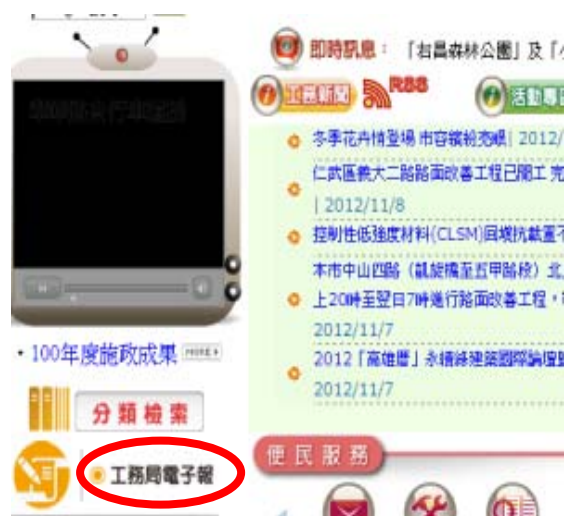 100年度施政成果
分類檢索
工務局電子報
即時訊息：「右昌森林公園」及「小
工務新聞
RSS
活動專區
冬季花卉情登場 市容繽紛亮眼| 2012/
仁武區義大二路路面改善工程已開工 完
| 2012/11/8
控制性低強度材料(CLSM)回填抗載重不
本市中山四路（凱旋橋至五甲路段）北
上20時至翌日7時進行路面改善工程，
2012/11/7
2012「高雄厝」永續綠建築國際論壇
2012/11/7
便民服務